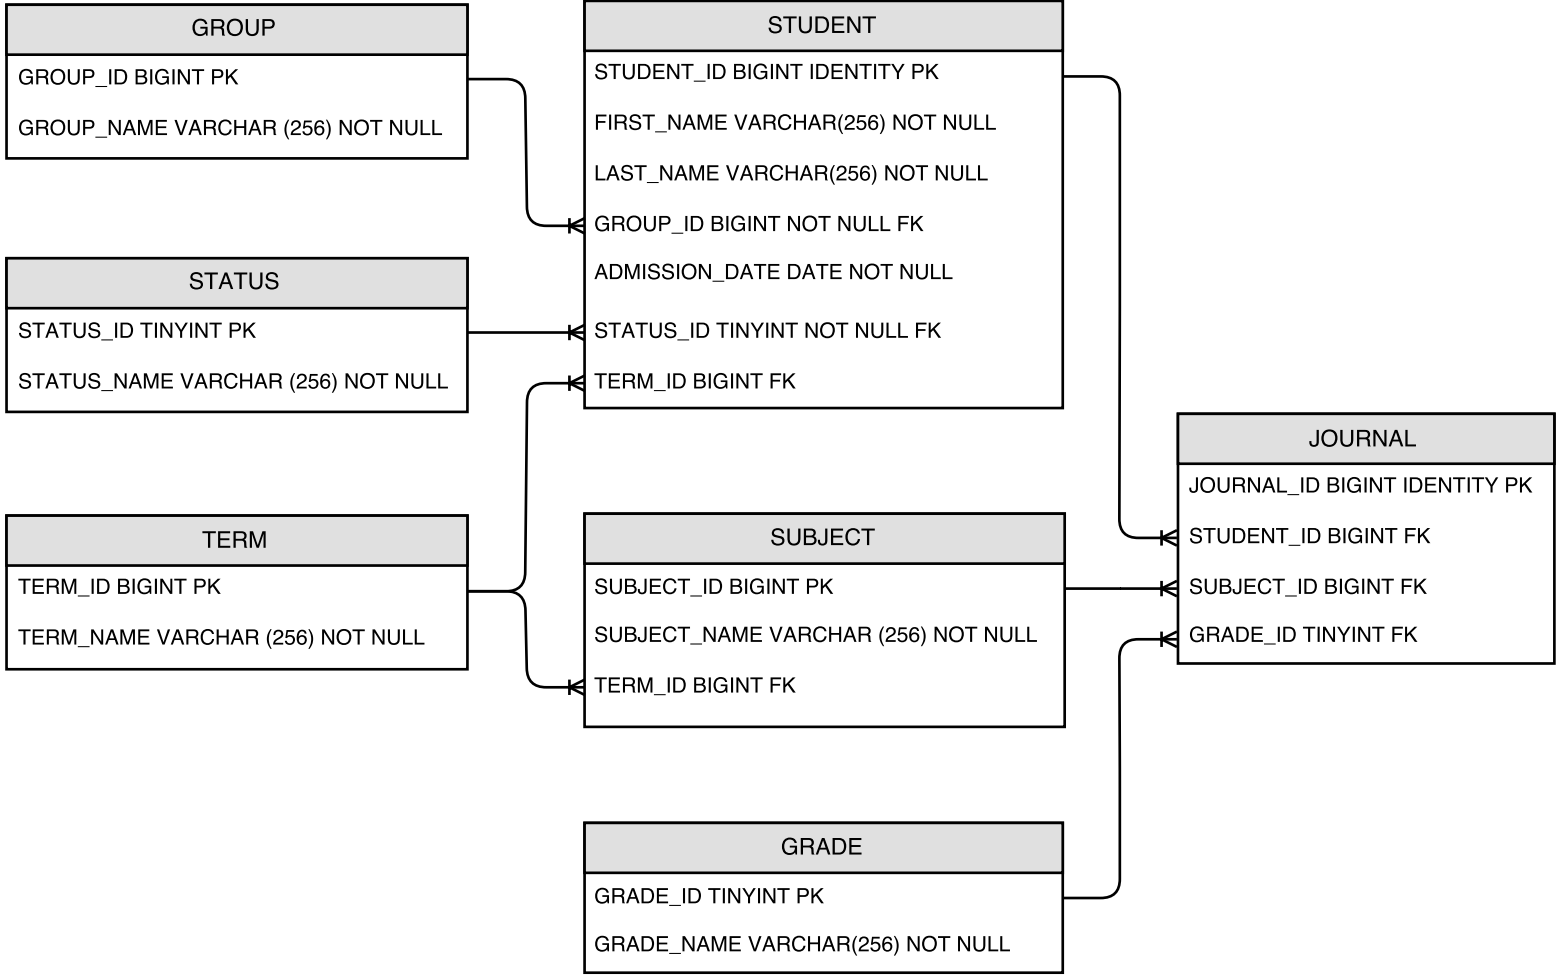 GROUP
GROUP_ID BIGINT PK
GROUP_NAME VARCHAR (256) NOT NULL
STATUS
STATUS_ID TINYINT PK
STATUS_NAME VARCHAR (256) NOT NULL
TERM
TERM_ID BIGINT PK
TERM_NAME VARCHAR (256) NOT NULL
STUDENT
STUDENT_ID BIGINT IDENTITY PK
FIRST_NAME VARCHAR(256) NOT NULL
LAST_NAME VARCHAR(256) NOT NULL
GROUP_ID BIGINT NOT NULL FK
ADMISSION_DATE DATE NOT NULL
STATUS_ID TINYINT NOT NULL FK
TERM_ID BIGINT FK
SUBJECT
SUBJECT_ID BIGINT PK
SUBJECT_NAME VARCHAR (256) NOT NULL
TERM_ID BIGINT FK
GRADE
GRADE_ID TINYINT PK
GRADE_NAME VARCHAR(256) NOT NULL
JOURNAL
JOURNAL_ID BIGINT IDENTITY PK
STUDENT_ID BIGINT FK
SUBJECT_ID BIGINT FK
GRADE_ID TINYINT FK